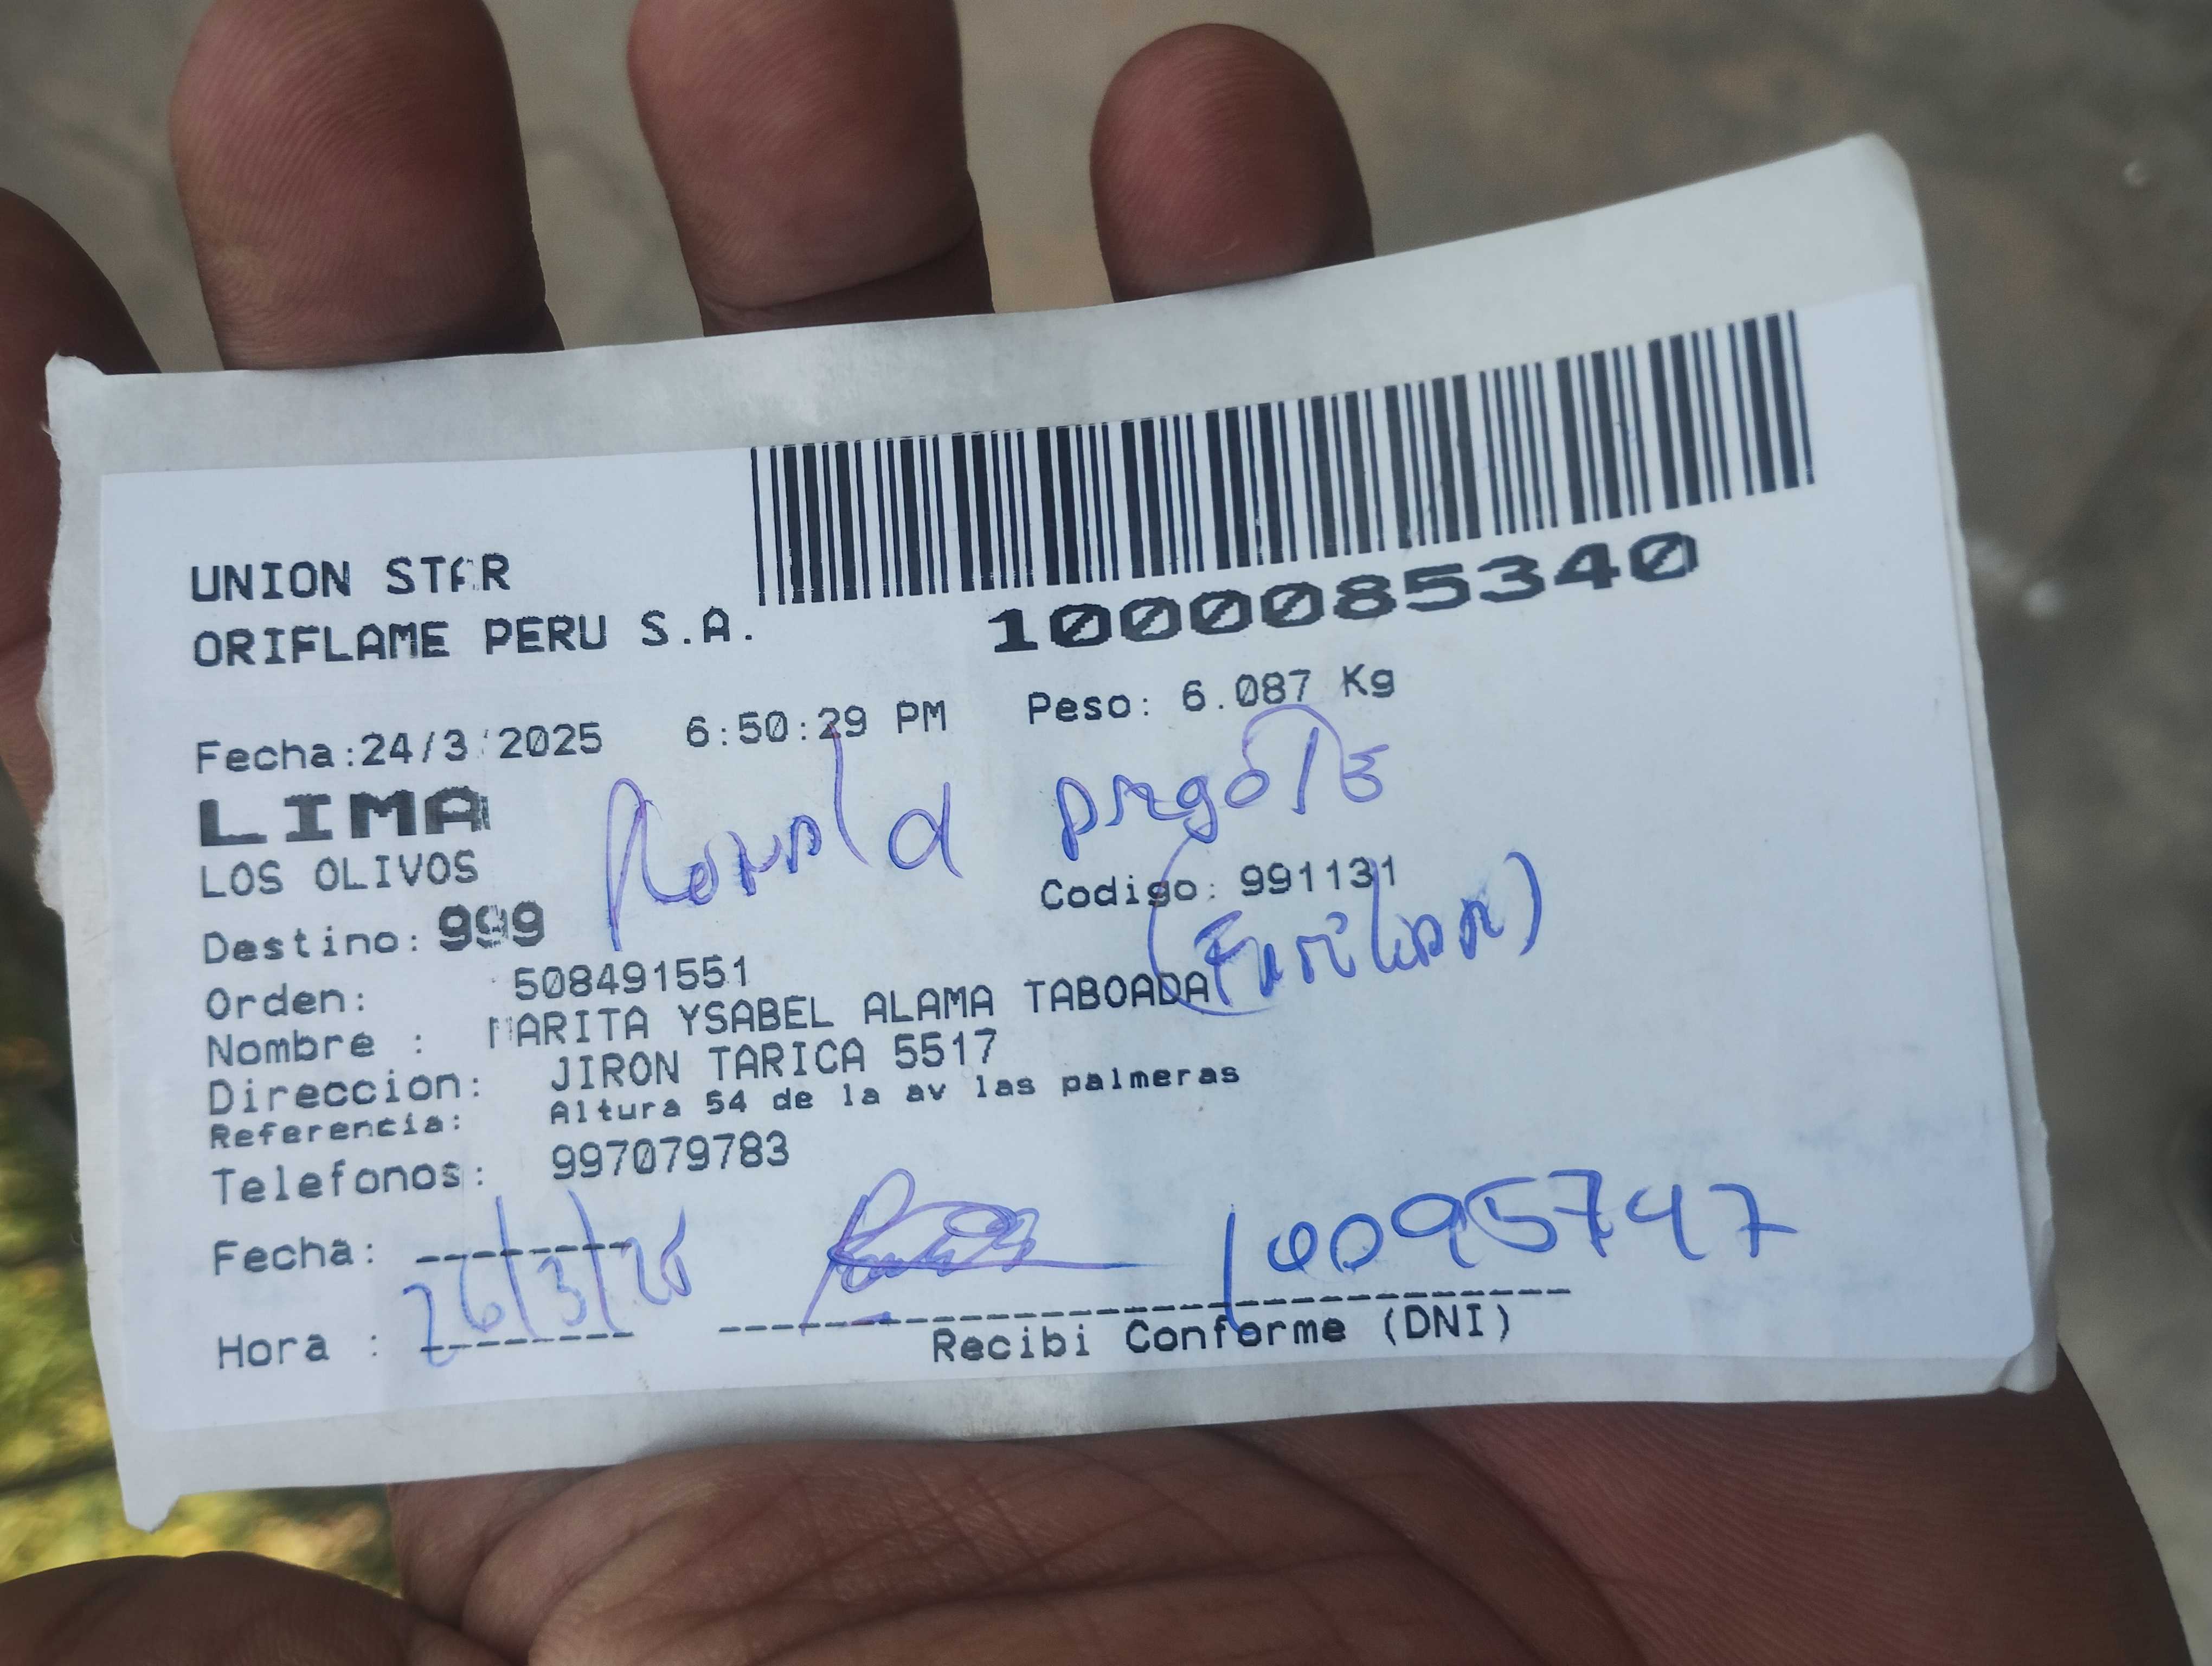 UNION STAR
ORIFLAME PERU S.A.
1000085340
Fecha:24/3/2025 6:50:29 PM Peso: 6.087 Kg
LIMA
Ronald
LOS OLIVOS
Codigo: 991131
Destino: 999
(Familiar)
Orden: 508491551
Nombre : MARITA YSABEL ALAMA TABOADA
Direccion: JIRON TARICA 5517
Referencia: Altura 54 de la av las palmeras
Telefonos: 997079783
Fecha: 26/3/25
10095747
Hora :
Recibi Conforme (DNI)